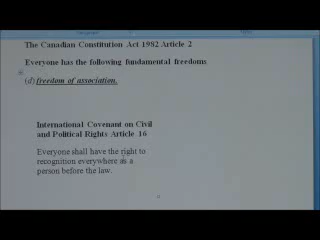 The Canadian Constitution Act 1982 Article 2
Everyone has the following fundamental freedoms
(d) freedom of association.
International Covenant on Civil
and Political Rights Article 16
Everyone shall have the right to
recognition everywhere as a
person before the law.